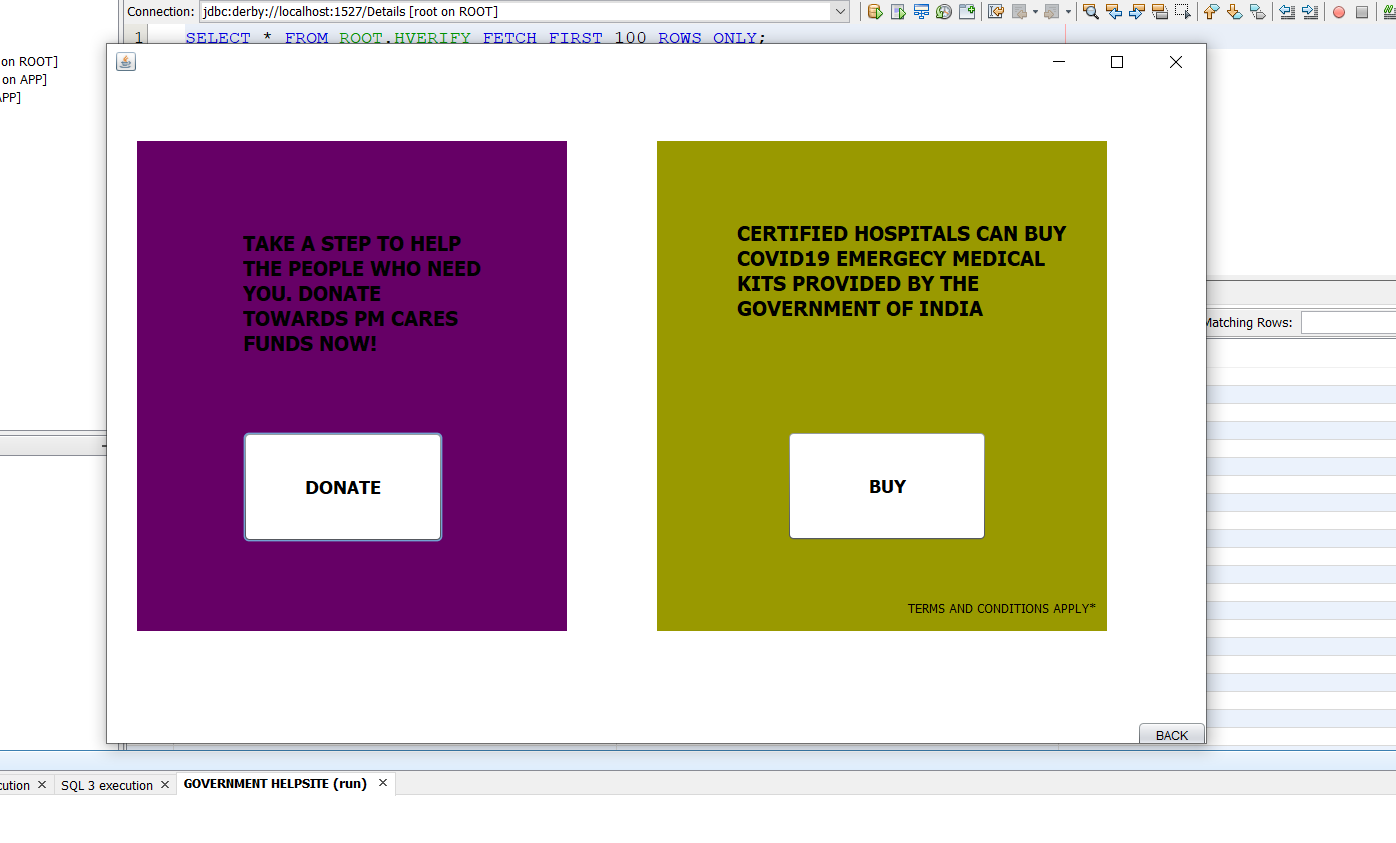 Connection: jdbc:derby://localhost:1527/Details [root on ROOT]
1 SELECT * FROM ROOT.HVERIFY FETCH FIRST 100 ROWS ONLY;
on ROOT]
on APP]
APP]
TAKE A STEP TO HELP
THE PEOPLE WHO NEED
YOU. DONATE
TOWARDS PM CARES
FUNDS NOW!
DONATE
CERTIFIED HOSPITALS CAN BUY
COVID19 EMERGECY MEDICAL
KITS PROVIDED BY THE
GOVERNMENT OF INDIA
BUY
TERMS AND CONDITIONS APPLY*
Matching Rows:
BACK
cution SQL 3 execution GOVERNMENT HELPSITE (run)